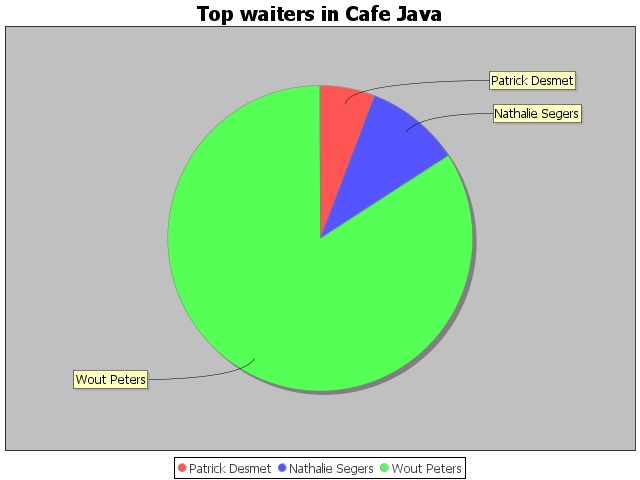 Top waiters in Cafe Java
Patrick Desmet
Nathalie Segers
Wout Peters
Patrick Desmet Nathalie Segers Wout Peters